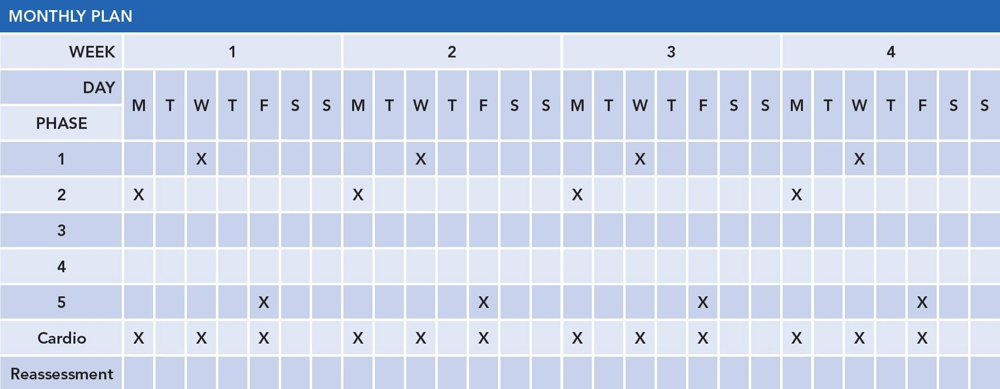 MONTHLY PLAN
WEEK 1 2 3 4
DAY
M T W T F S S M T W T F S S M T W T F S S M T W T F S S
PHASE
1 X X X X
2 X X X X
3
4
5 X X X X
Cardio X X X X X X X X X X X X
Reassessment